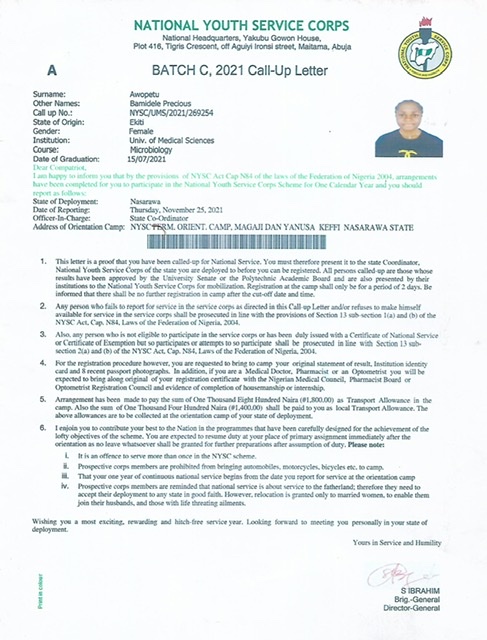 NATIONAL YOUTH SERVICE CORPS
National Headquarters, Yakubu Gowon House,
Plot 416, Tigris Crescent, off Aguiyi Ironsi street, Maitama, Abuja
A
BATCH C, 2021 Call-Up Letter
Surname: Awopetu
Other Names: Bamidele Precious
Call up No.: NYSC/UMS/2021/269254
State of Origin: Ekiti
Gender: Female
Institution: Univ. of Medical Sciences
Course: Microbiology
Date of Graduation: 15/07/2021
Dear Compatriot,
I am happy to inform you that by the provisions of NYSC Act Cap N84 of the laws of the Federation of Nigeria 2004, arrangements
have been completed for you to participate in the National Youth Service Corps Scheme for One Calendar Year and you should
report as follows:
State of Deployment: Nasarawa
Date of Reporting: Thursday, November 25, 2021
Officer-In-Charge: State Co-Ordinator
Address of Orientation Camp: NYSC PERM. ORIENT. CAMP, MAGAJI DAN YANUSA KEFFI NASARAWA STATE
1. This letter is a proof that you have been called-up for National Service. You must therefore present it to the state Coordinator,
National Youth Service Corps of the state you are deployed to before you can be registered. All persons called up are those whose
results have been approved by the University Senate or the Polytechnic Academic Board and are also presented by their
institutions to the National Youth Service Corps for mobilization. Registration at the camp shall only be for a period of 2 days. Be
informed that there shall be no further registration in camp after the cut-off date and time.
2. Any person who fails to report for service in the service corps as directed in this Call-up Letter and/or refuses to make himself
available for service in the service corps shall be prosecuted in line with the provisions of Section 13 sub-section 1(a) and (b) of
the NYSC Act, Cap. N84, Laws of the Federation of Nigeria, 2004.
3. Also, any person who is not eligible to participate in the service corps or has been duly issued with a Certificate of National Service
or Certificate of Exemption but so participates or attempts to so participate shall be prosecuted in line with Section 13 sub-
section 2(a) and (b) of the NYSC Act, Cap. N84, Laws of the Federation of Nigeria, 2004.
4. For the registration procedure however, you are requested to bring to camp your original statement of result, Institution identity
card and 8 recent passport photographs. In addition, if you are a Medical Doctor, Pharmacist or an Optometrist you will be
expected to bring along original of your registration certificate with the Nigerian Medical Council, Pharmacist Board or
Optometrist Registration Council and evidence of completion of housemanship or internship.
5. Arrangement has been made to pay the sum of One Thousand Eight Hundred Naira (₦1,800.00) as Transport Allowance in the
camp. Also the sum of One Thousand Four Hundred Naira (₦1,400.00) shall be paid to you as local Transport Allowance. The
above allowances are to be collected at the orientation camp of your state of deployment.
6. I enjoin you to contribute your best to the Nation in the programmes that have been carefully designed for the achievement of the
lofty objectives of the scheme. You are expected to resume duty at your place of primary assignment immediately after the
orientation as no leave whatsoever shall be granted for further preparations after assumption of duty. Please note:
i. It is an offence to serve more than once in the NYSC scheme.
ii. Prospective corps members are prohibited from bringing automobiles, motorcycles, bicycles etc. to camp.
iii. That your one year of continuous national service begins from the date you report for service at the orientation camp
iv. Prospective corps members are reminded that national service is about service to the fatherland; therefore they need to
accept their deployment to any state in good faith. However, relocation is granted only to married women, to enable them
join their husbands, and those with life threating ailments.
Wishing you a most exciting, rewarding and hitch-free service year. Looking forward to meeting you personally in your state of
deployment.
Yours in Service and Humility
S IBRAHIM
Brig.-General
Director-General
Print in colour